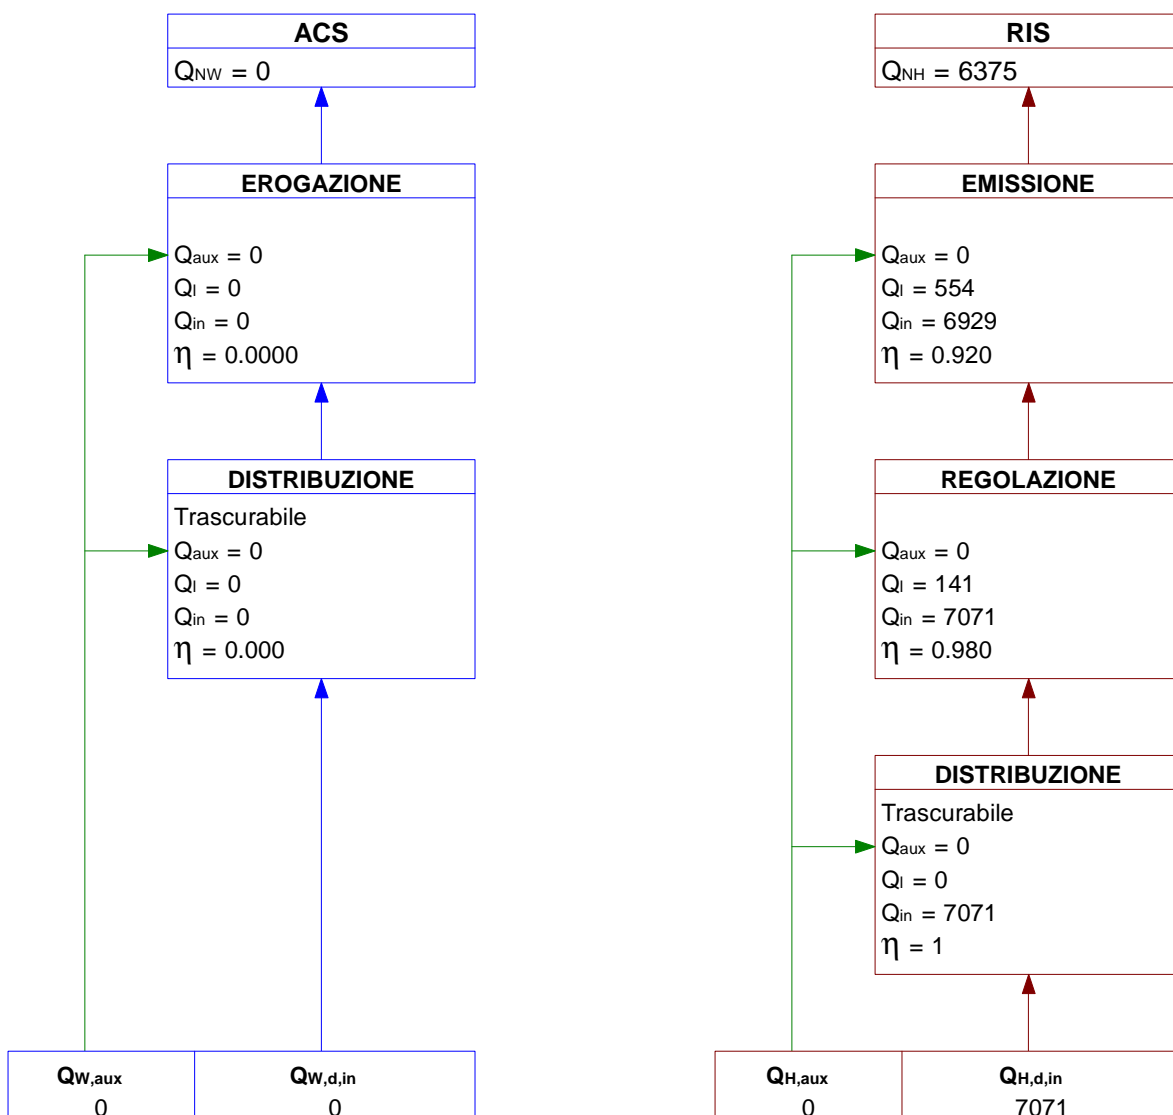 ACS
QNW = 0
EROGAZIONE
Qaux = 0
Ql = 0
Qin = 0
η = 0.0000
DISTRIBUZIONE
Trascurabile
Qaux = 0
Ql = 0
Qin = 0
η = 0.000
QW,aux
0
QW,d,in
0
RIS
QNH = 6375
EMISSIONE
Qaux = 0
Ql = 554
Qin = 6929
η = 0.920
REGOLAZIONE
Qaux = 0
Ql = 141
Qin = 7071
η = 0.980
DISTRIBUZIONE
Trascurabile
Qaux = 0
Ql = 0
Qin = 7071
η = 1
QH,aux
0
QH,d,in
7071